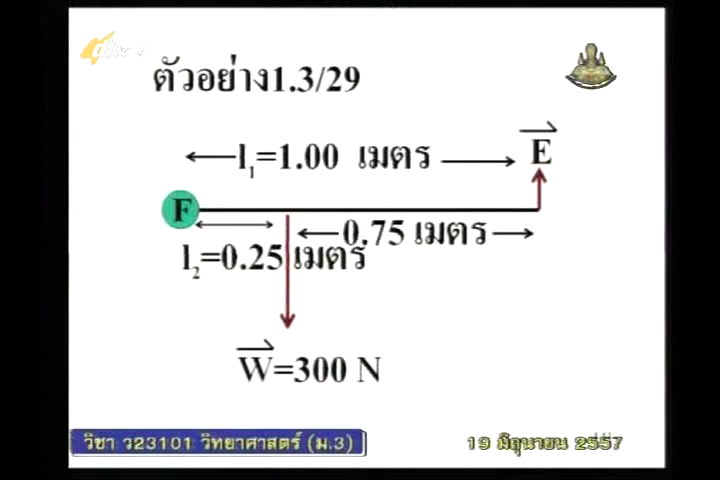 ตัวอย่าง1.3/29
l₁=1.00 เมตร
E
F
0.75 เมตร
l₂=0.25 เมตร
W=300 N
วิชา ว23101 วิทยาศาสตร์ (ม.3)
19 มิถุนายน 2557